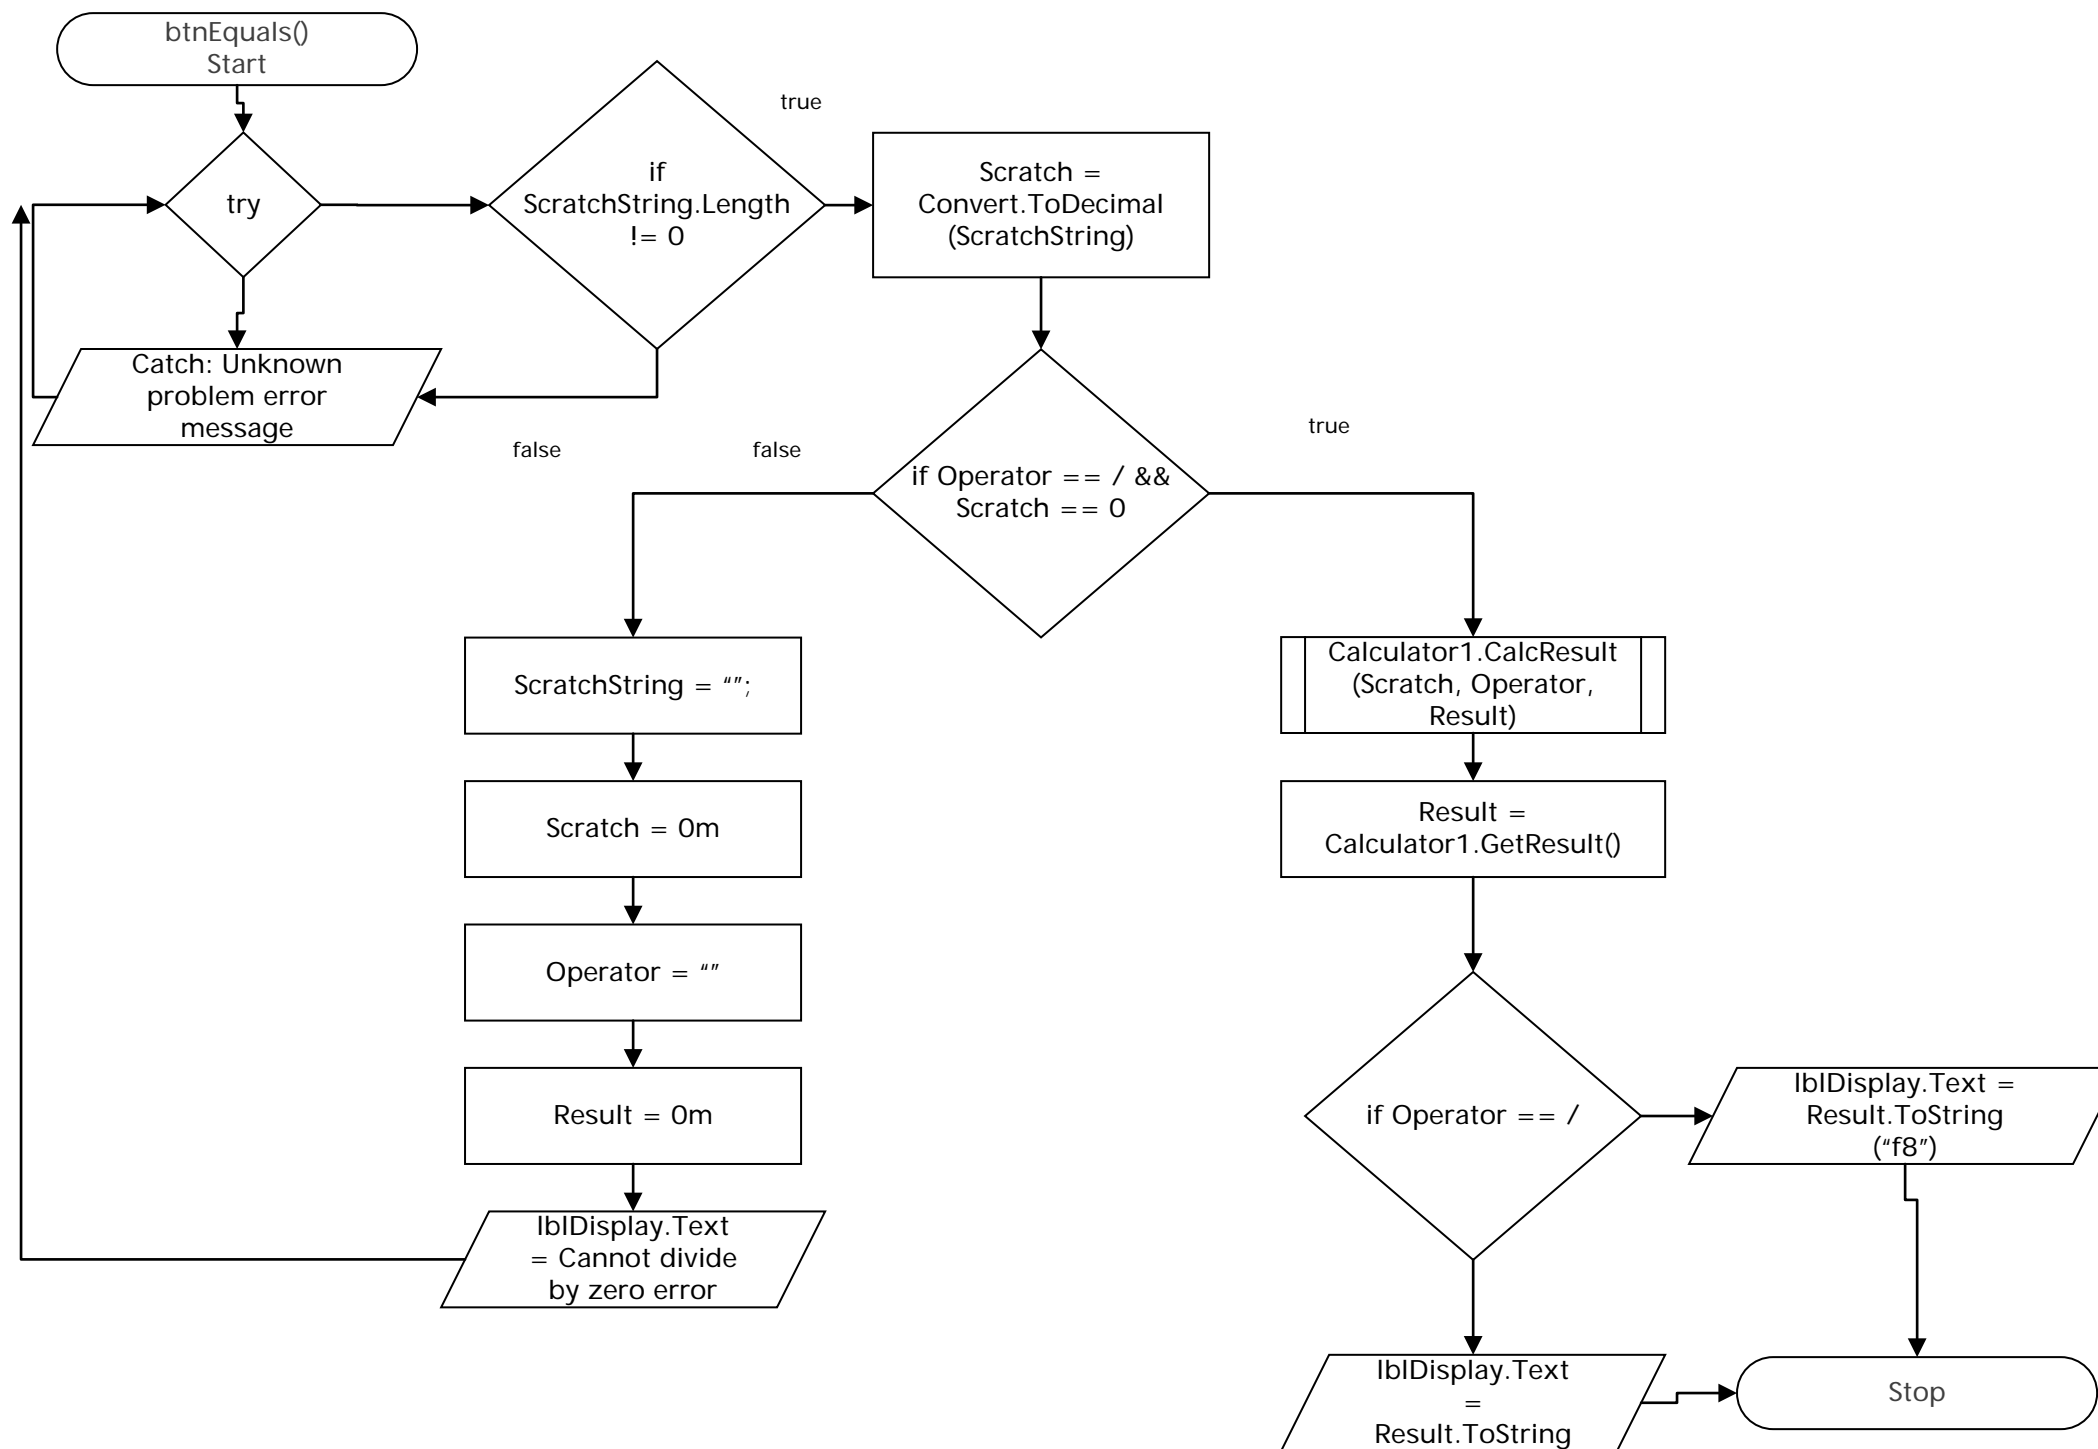 btnEquals()
Start
true
try
if
ScratchString.Length
!= 0
Scratch =
Convert.ToDecimal
(ScratchString)
Catch: Unknown
problem error
message
false
false
true
if Operator == / &&
Scratch == 0
ScratchString = “”;
Calculator1.CalcResult
(Scratch, Operator,
Result)
Scratch = 0m
Result =
Calculator1.GetResult()
Operator = “”
Result = 0m
if Operator == /
lblDisplay.Text =
Result.ToString
(“f8”)
lblDisplay.Text
= Cannot divide
by zero error
lblDisplay.Text
=
Result.ToString
Stop